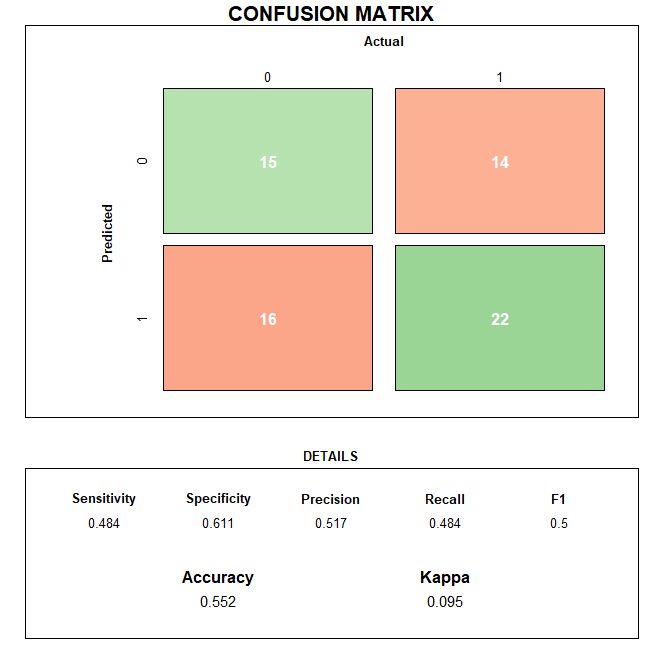 CONFUSION MATRIX
Actual
0 1
Predicted
0
15 14
1
16 22
DETAILS
Sensitivity Specificity Precision Recall F1
0.484 0.611 0.517 0.484 0.5
Accuracy Kappa
0.552 0.095